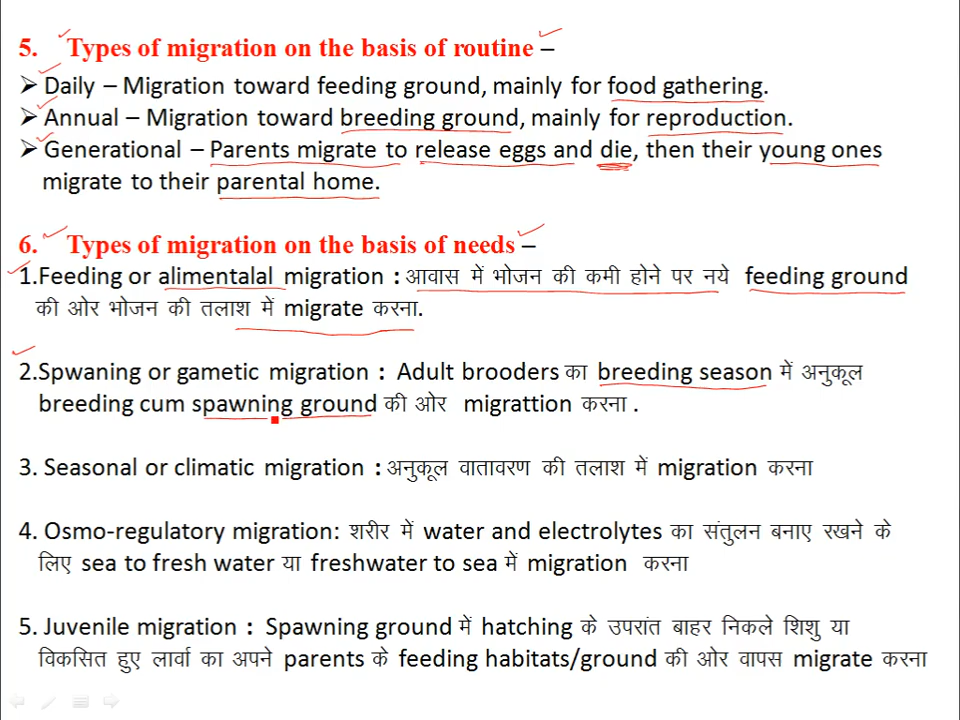 5. Types of migration on the basis of routine –
➢ Daily – Migration toward feeding ground, mainly for food gathering.
➢ Annual – Migration toward breeding ground, mainly for reproduction.
➢ Generational – Parents migrate to release eggs and die, then their young ones
migrate to their parental home.
6. Types of migration on the basis of needs –
1.Feeding or alimentalal migration : आवास में भोजन की कमी होने पर नये feeding ground
की ओर भोजन की तलाश में migrate करना.
2.Spwaning or gametic migration : Adult brooders का breeding season में अनुकूल
breeding cum spawning ground की ओर migrattion करना .
3. Seasonal or climatic migration : अनुकूल वातावरण की तलाश में migration करना
4. Osmo-regulatory migration: शरीर में water and electrolytes का संतुलन बनाए रखने के
लिए sea to fresh water या freshwater to sea में migration करना
5. Juvenile migration : Spawning ground में hatching के उपरांत बाहर निकले शिशु या
विकसित हुए लार्वा का अपने parents के feeding habitats/ground की ओर वापस migrate करना